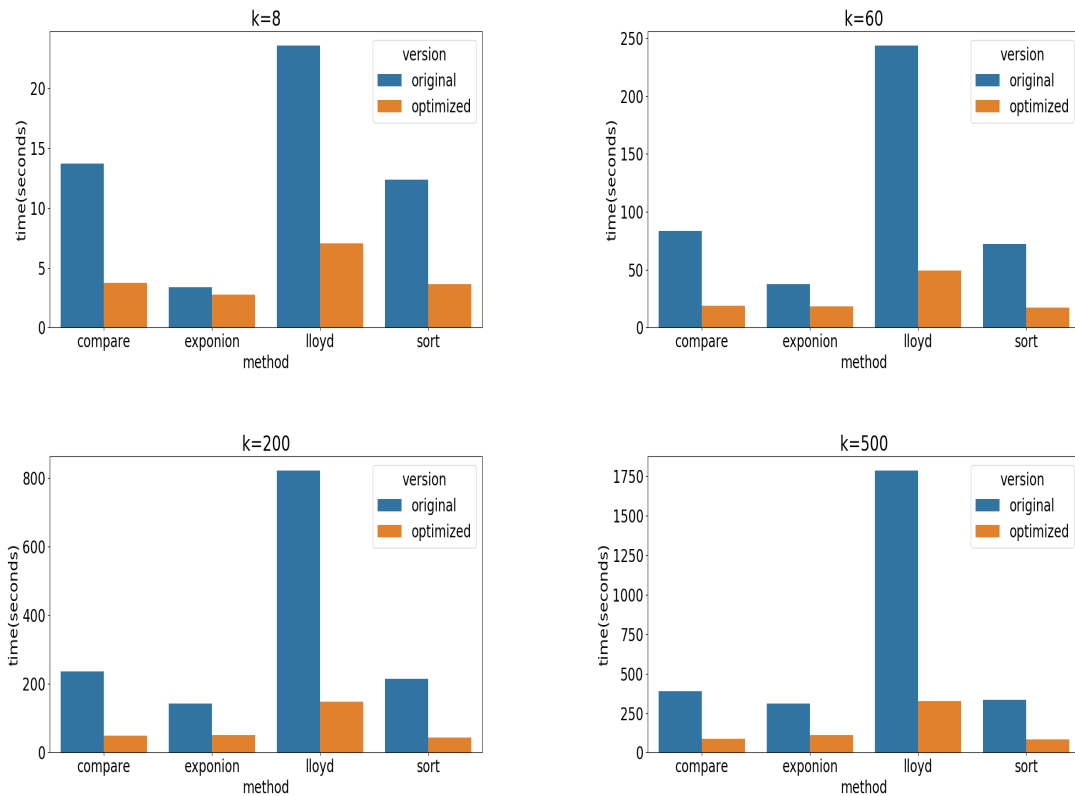 k=8
version
original
optimized
20
15
10
5
0
time(seconds)
compare exponion lloyd sort
method
k=60
version
original
optimized
250
200
150
100
50
0
time(seconds)
compare exponion lloyd sort
method
k=200
version
original
optimized
800
600
400
200
0
time(seconds)
compare exponion lloyd sort
method
k=500
version
original
optimized
1750
1500
1250
1000
750
500
250
0
time(seconds)
compare exponion lloyd sort
method